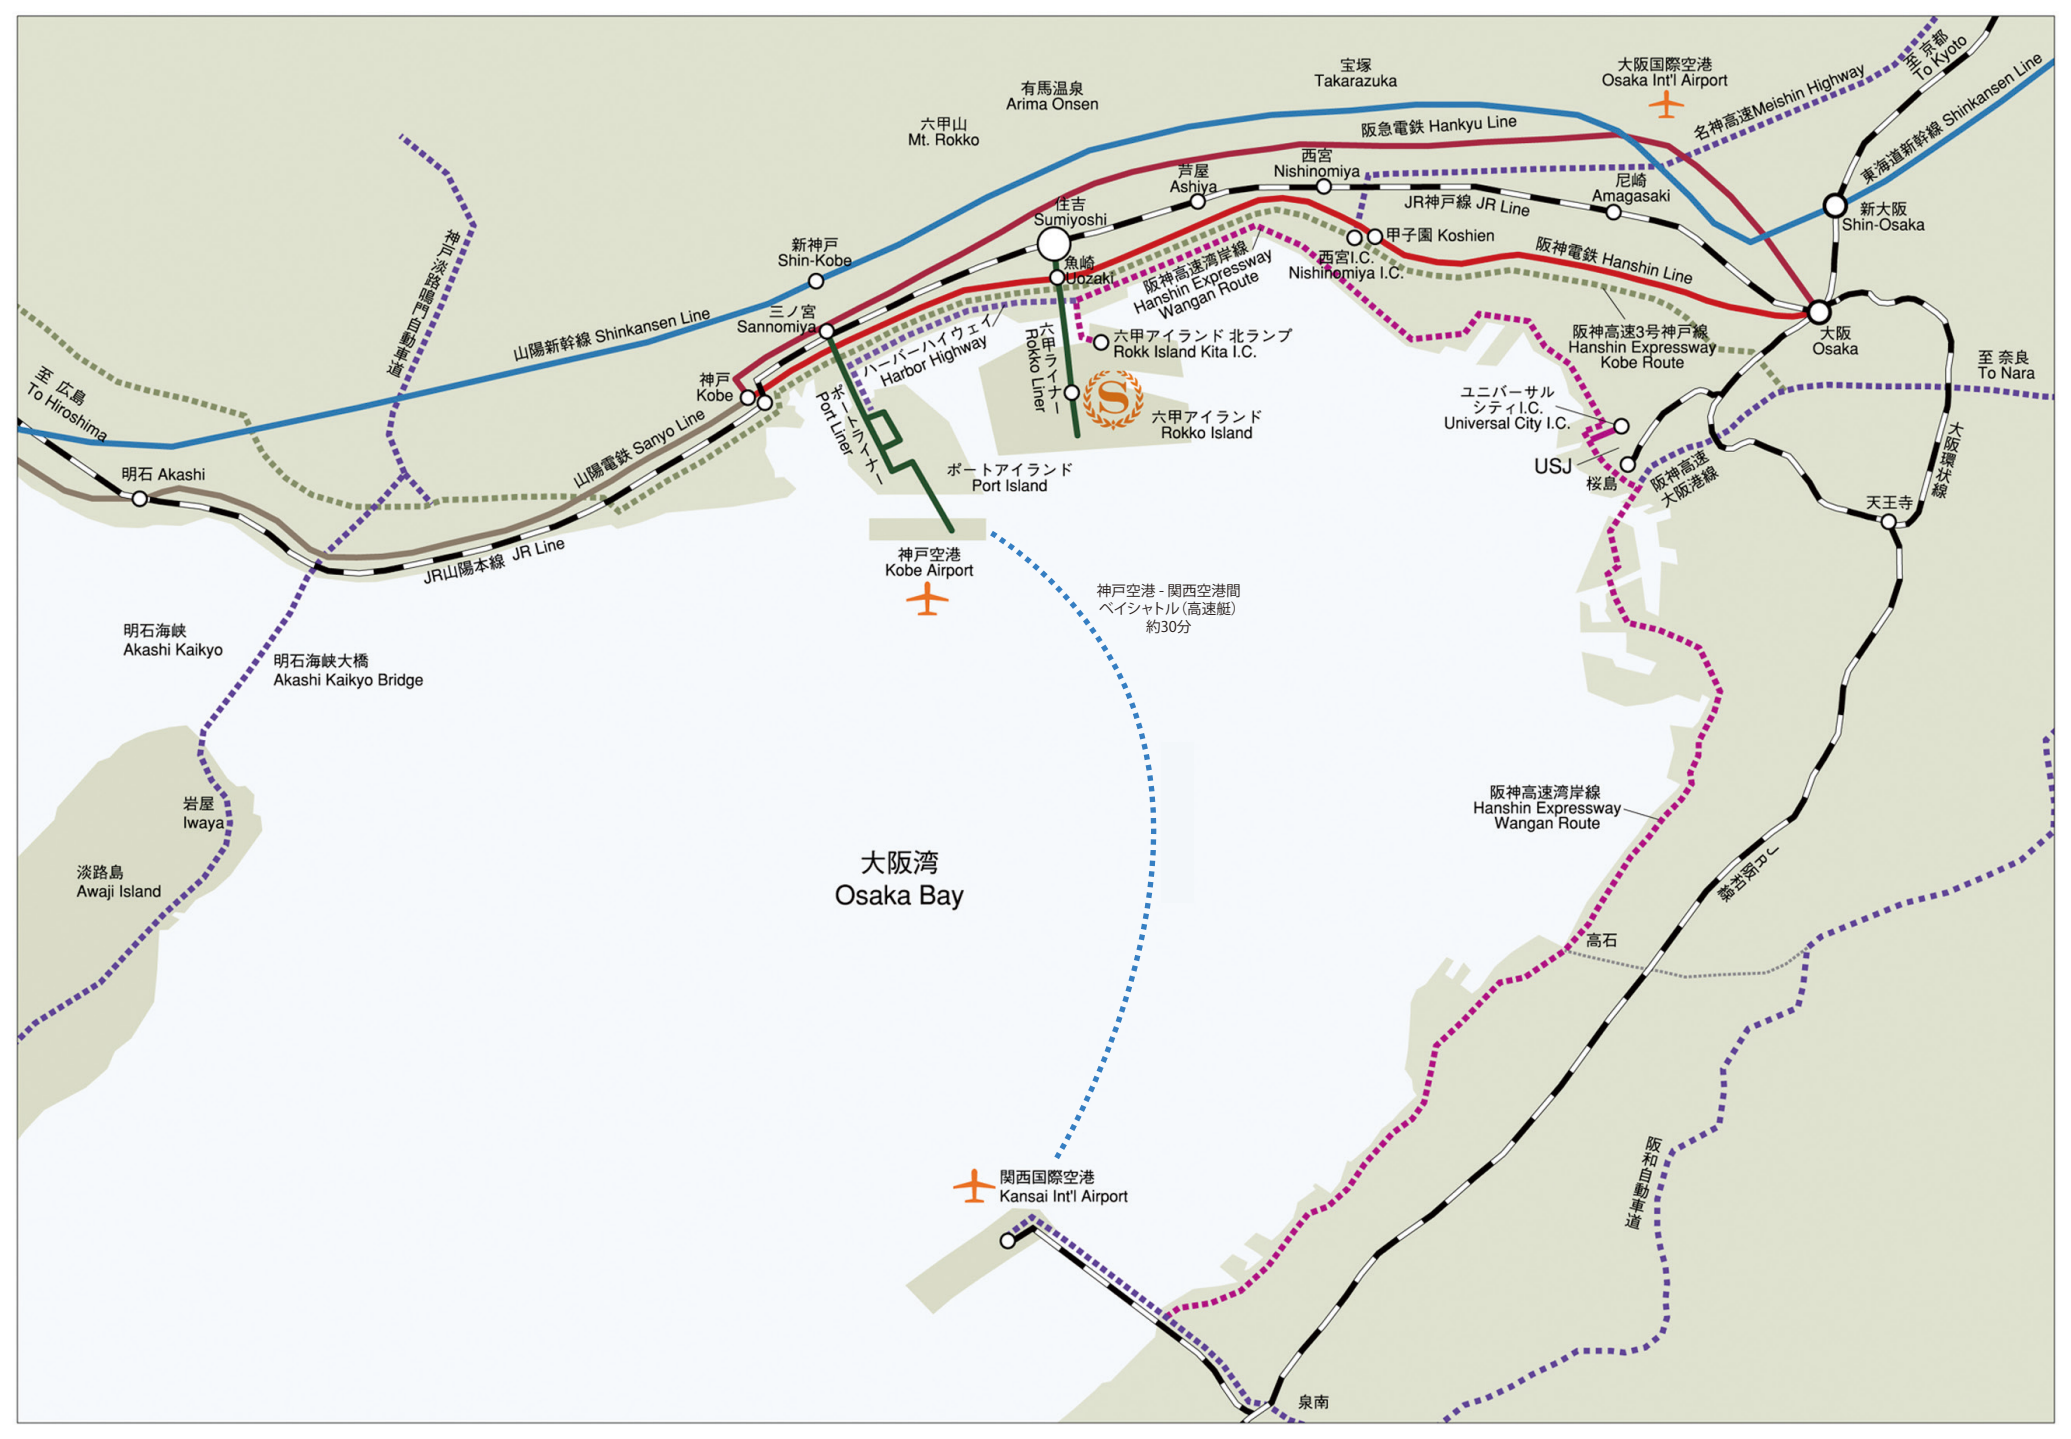 宝塚
Takarazuka
大阪国際空港
Osaka Int'l Airport
至 京都
To Kyoto
有馬温泉
Arima Onsen
六甲山
Mt. Rokko
阪急電鉄 Hankyu Line
名神高速Meishin Highway
東海道新幹線 Shinkansen Line
西宮
Nishinomiya
芦屋
Ashiya
尼崎
Amagasaki
JR神戸線 JR Line
新大阪
Shin-Osaka
住吉
Sumiyoshi
新神戸
Shin-Kobe
魚崎
Uozaki
甲子園 Koshien
西宮I.C.
Nishinomiya I.C.
阪神電鉄 Hanshin Line
阪神高速湾岸線
Hanshin Expressway
Wangan Route
神戸淡路鳴門自動車道
山陽新幹線 Shinkansen Line
三ノ宮
Sannomiya
ハーバーハイウェイ
Harbor Highway
六甲ライナー
Rokko Liner
六甲アイランド 北ランプ
Rokk Island Kita I.C.
阪神高速3号神戸線
Hanshin Expressway
Kobe Route
大阪
Osaka
至 奈良
To Nara
至 広島
To Hiroshima
神戸
Kobe
ポートライナー
Port Liner
S
六甲アイランド
Rokko Island
ユニバーサル
シティI.C.
Universal City I.C.
USJ
桜島
阪神高速
大阪港線
大阪環状線
天王寺
明石 Akashi
山陽電鉄 Sanyo Line
ポートアイランド
Port Island
JR山陽本線 JR Line
神戸空港
Kobe Airport
神戸空港 - 関西空港間
ベイシャトル（高速艇）
約30分
明石海峡
Akashi Kaikyo
明石海峡大橋
Akashi Kaikyo Bridge
岩屋
Iwaya
淡路島
Awaji Island
大阪湾
Osaka Bay
阪神高速湾岸線
Hanshin Expressway
Wangan Route
JR阪和線
高石
阪和自動車道
関西国際空港
Kansai Int'l Airport
泉南